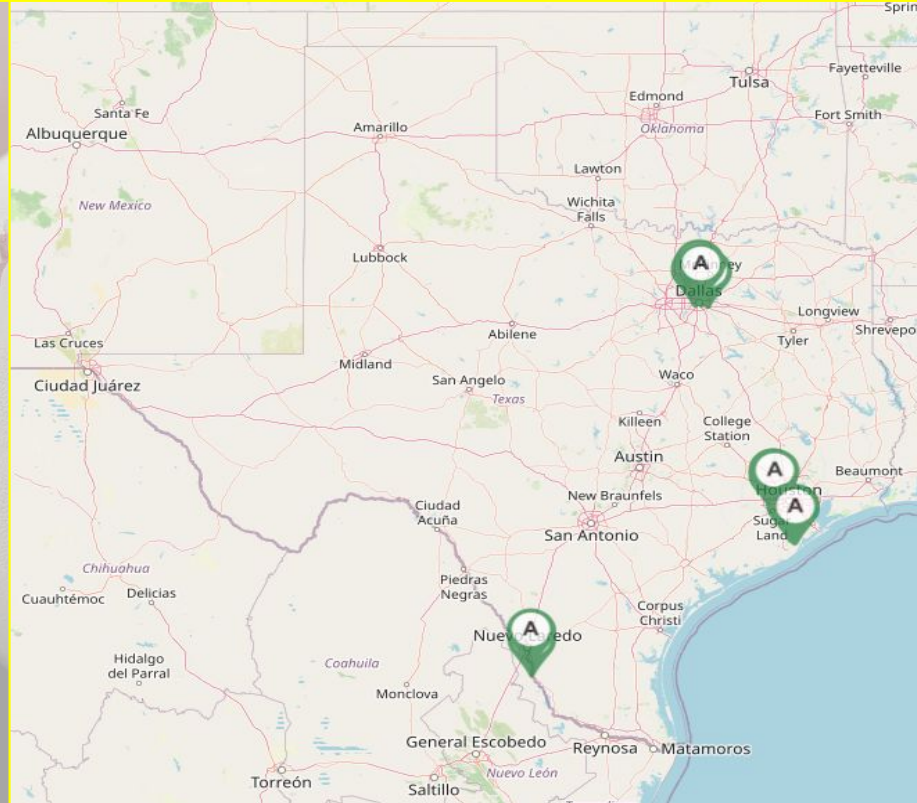 Sprin
Tulsa
Fayetteville
Edmond
Santa Fe
Fort Smith
Albuquerque
Amarillo
Oklahoma
Lawton
New Mexico
Wichita
Falls
Lubbock
A
Dallas
Longview
Abilene
Shrevepo
Las Cruces
Tyler
Midland
Ciudad Juárez
San Angelo
Waco
Texas
Killeen
College
Station
Austin
A
Beaumont
Houston
New Braunfels
A
Ciudad
Acuña
San Antonio
Land
Chihuahua
Piedras
Negras
Cuauhtémoc
Delicias
Corpus
Christi
A
Hidalgo
del Parral
Coahuila
Monclova
General Escobedo
Reynosa
Matamoros
Torreón
Nuevo León
Saltillo